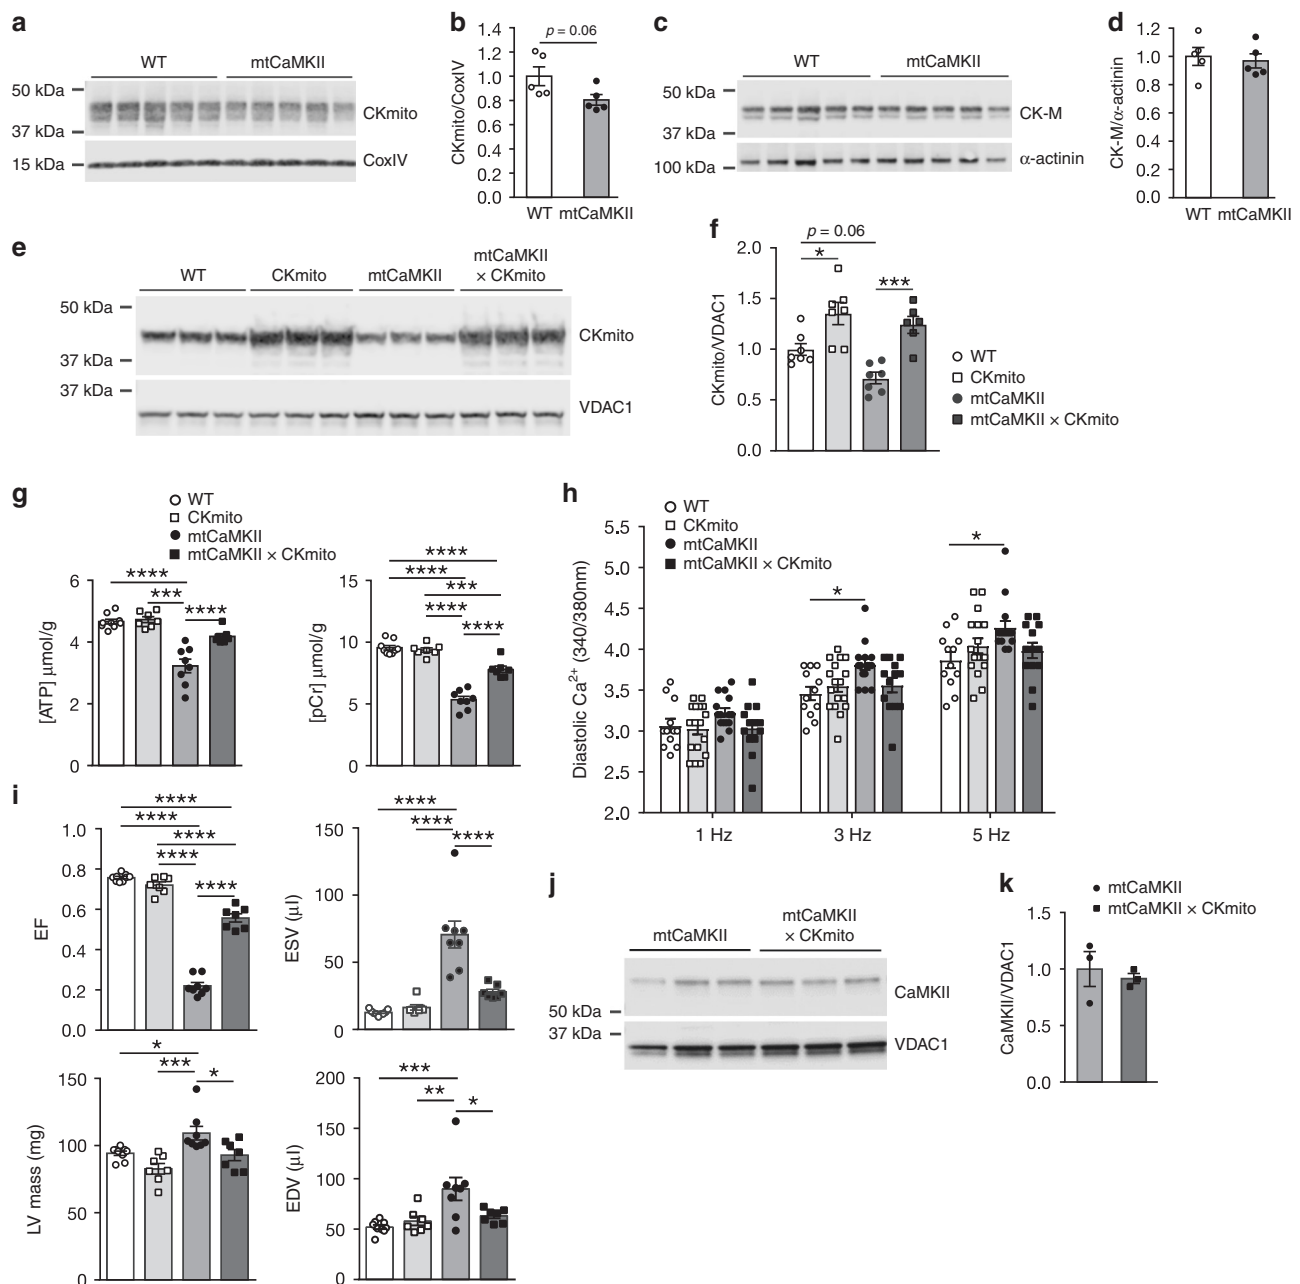 a
WT mtCaMKII
50 kDa
37 kDa
15 kDa
CKmito
CoxIV
b
p = 0.06
CKmito/CoxIV
1.4
1.2
1.0
0.8
0.6
0.4
0.2
0.0
WT mtCaMKII
c
WT mtCaMKII
50 kDa
37 kDa
100 kDa
CK-M
α-actinin
d
CK-M/α-actinin
1.2
1.0
0.8
0.6
0.4
0.2
0.0
WT mtCaMKII
e
WT CKmito mtCaMKII mtCaMKII
× CKmito
50 kDa
37 kDa
37 kDa
CKmito
VDAC1
f
p = 0.06
* ***
CKmito/VDAC1
2.0
1.5
1.0
0.5
0.0
WT
CKmito
mtCaMKII
mtCaMKII × CKmito
g
WT
CKmito
mtCaMKII
mtCaMKII × CKmito
****
*** ****
[ATP] μmol/g
6
4
2
0
****
****
***
****
****
[pCr] μmol/g
15
10
5
0
h
WT
CKmito
mtCaMKII
mtCaMKII × CKmito
*
*
Diastolic Ca²⁺ (340/380nm)
5.5
5.0
4.5
4.0
3.5
3.0
2.5
2.0
1 Hz 3 Hz 5 Hz
i
****
****
****
****
****
EF
1.0
0.8
0.6
0.4
0.2
0.0
****
****
****
ESV (μl)
150
100
50
0
*
***
*
LV mass (mg)
150
100
50
0
***
**
*
EDV (μl)
200
150
100
50
0
j
mtCaMKII mtCaMKII
× CKmito
50 kDa
37 kDa
CaMKII
VDAC1
k
mtCaMKII
mtCaMKII × CKmito
CaMKII/VDAC1
1.5
1.0
0.5
0.0